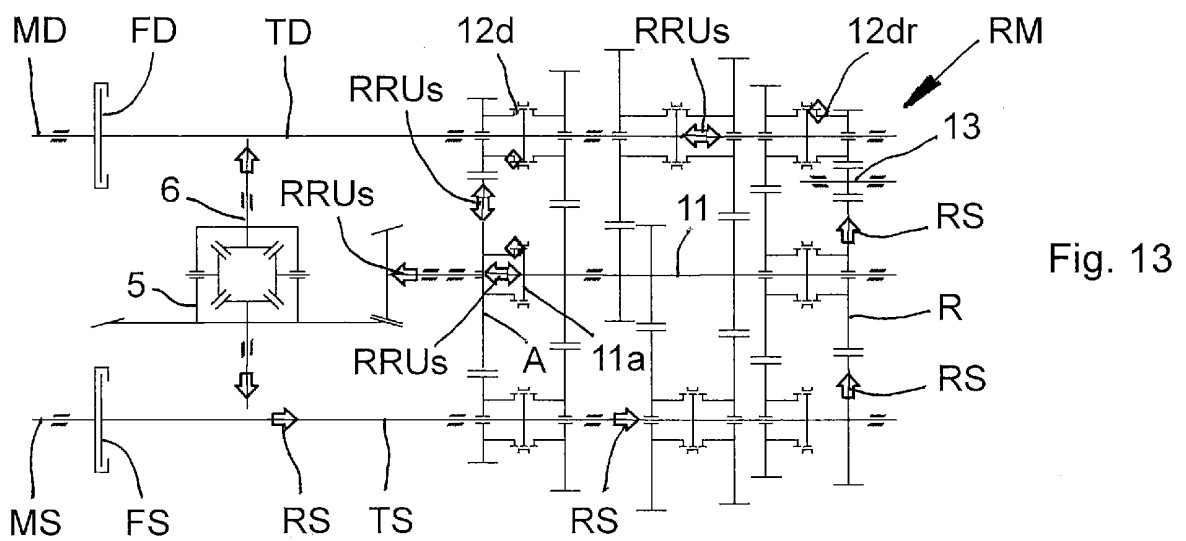 MD FD TD 12d RRUs 12dr RM
RRUs
13
6
RRUs
11
RS
Fig. 13
5
R
RRUs A 11a
RS
MS FS RS TS RS